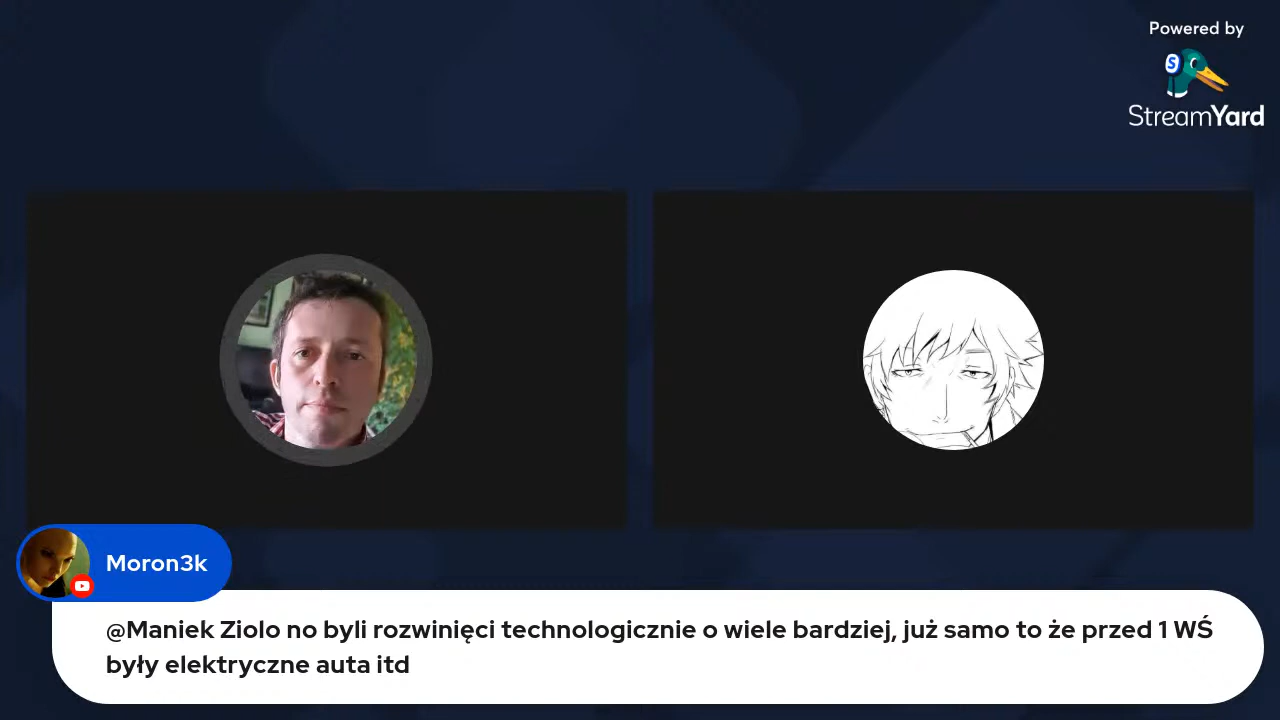 Powered by
S
StreamYard
Moron3k
@Maniek Ziolo no byli rozwinięci technologicznie o wiele bardziej, już samo to że przed 1 WŚ
były elektryczne auta itd